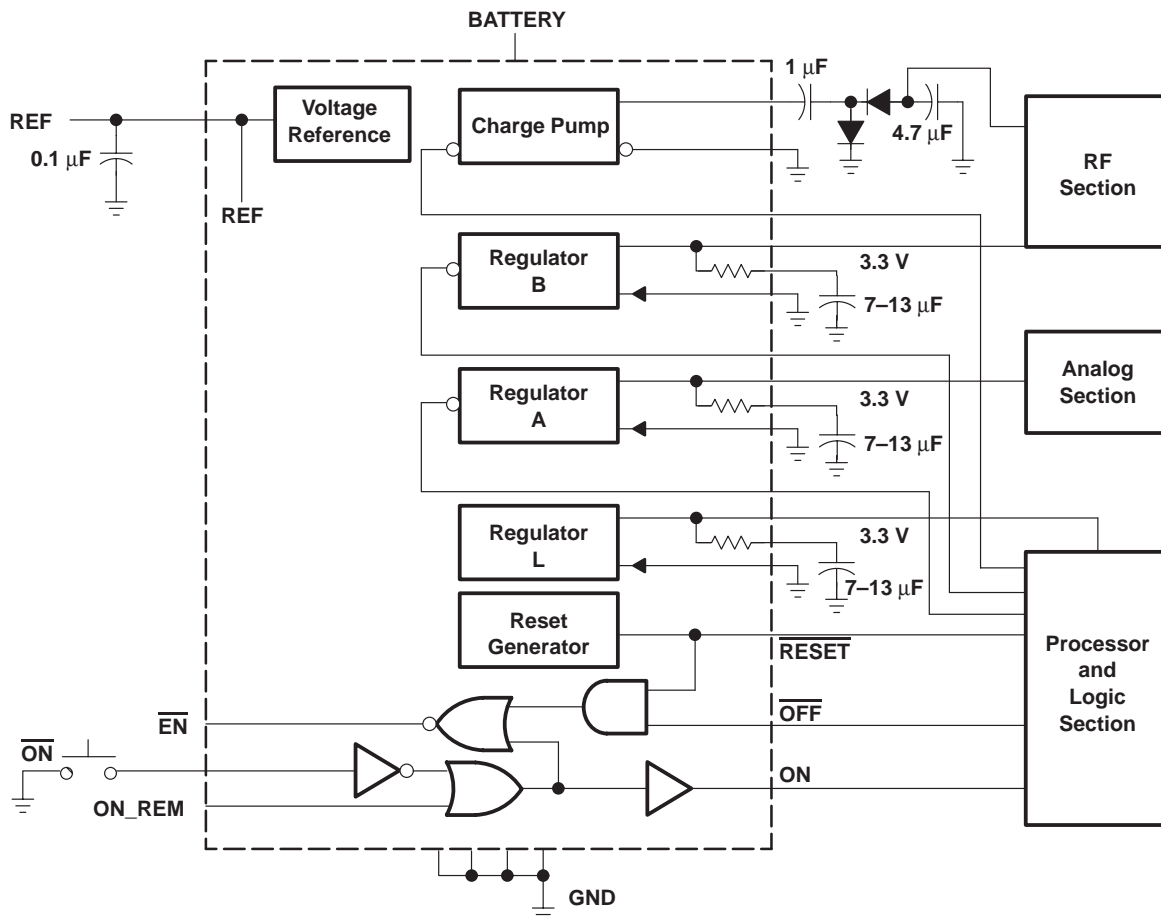 BATTERY
1 μF
Voltage
Reference
Charge Pump
REF
0.1 μF
4.7 μF
RF
Section
REF
Regulator
B
3.3 V
7–13 μF
Analog
Section
Regulator
A
3.3 V
7–13 μF
Regulator
L
3.3 V
7–13 μF
Reset
Generator
RESET
Processor
and
Logic
Section
EN
OFF
ON
ON
ON_REM
GND